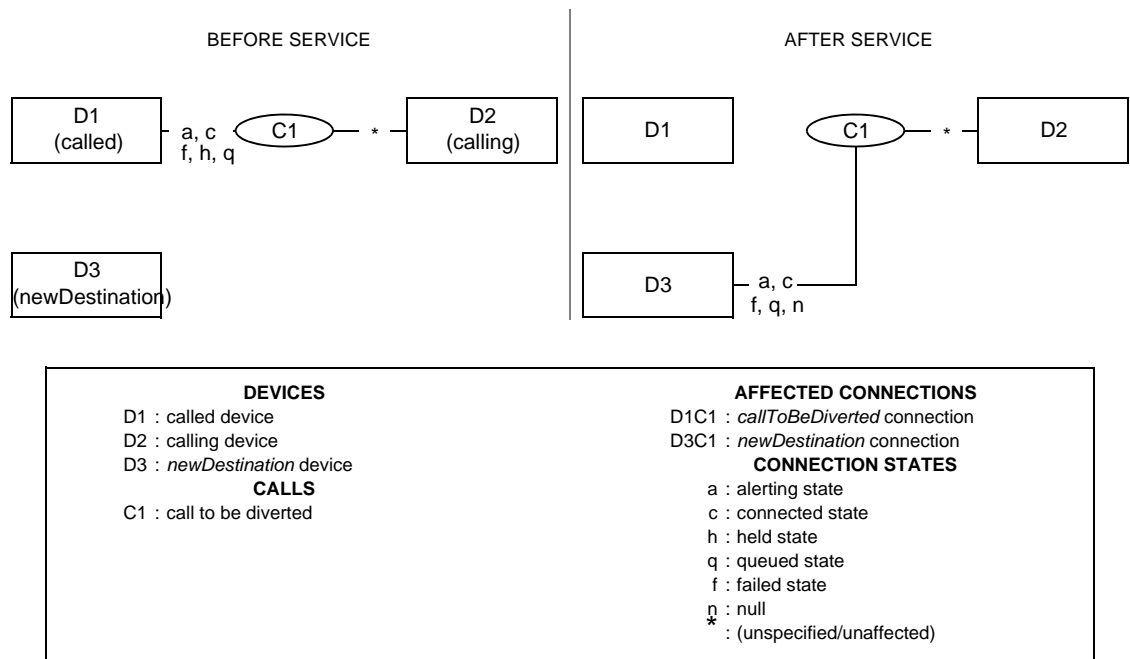 BEFORE SERVICE
AFTER SERVICE
D1
(called)
a, c
f, h, q
C1
*
D2
(calling)
D3
(newDestination)
D1
C1
*
D2
D3
a, c
f, q, n
DEVICES
D1 : called device
D2 : calling device
D3 : newDestination device
CALLS
C1 : call to be diverted
AFFECTED CONNECTIONS
D1C1 : callToBeDiverted connection
D3C1 : newDestination connection
CONNECTION STATES
a : alerting state
c : connected state
h : held state
q : queued state
f : failed state
n : null
* : (unspecified/unaffected)